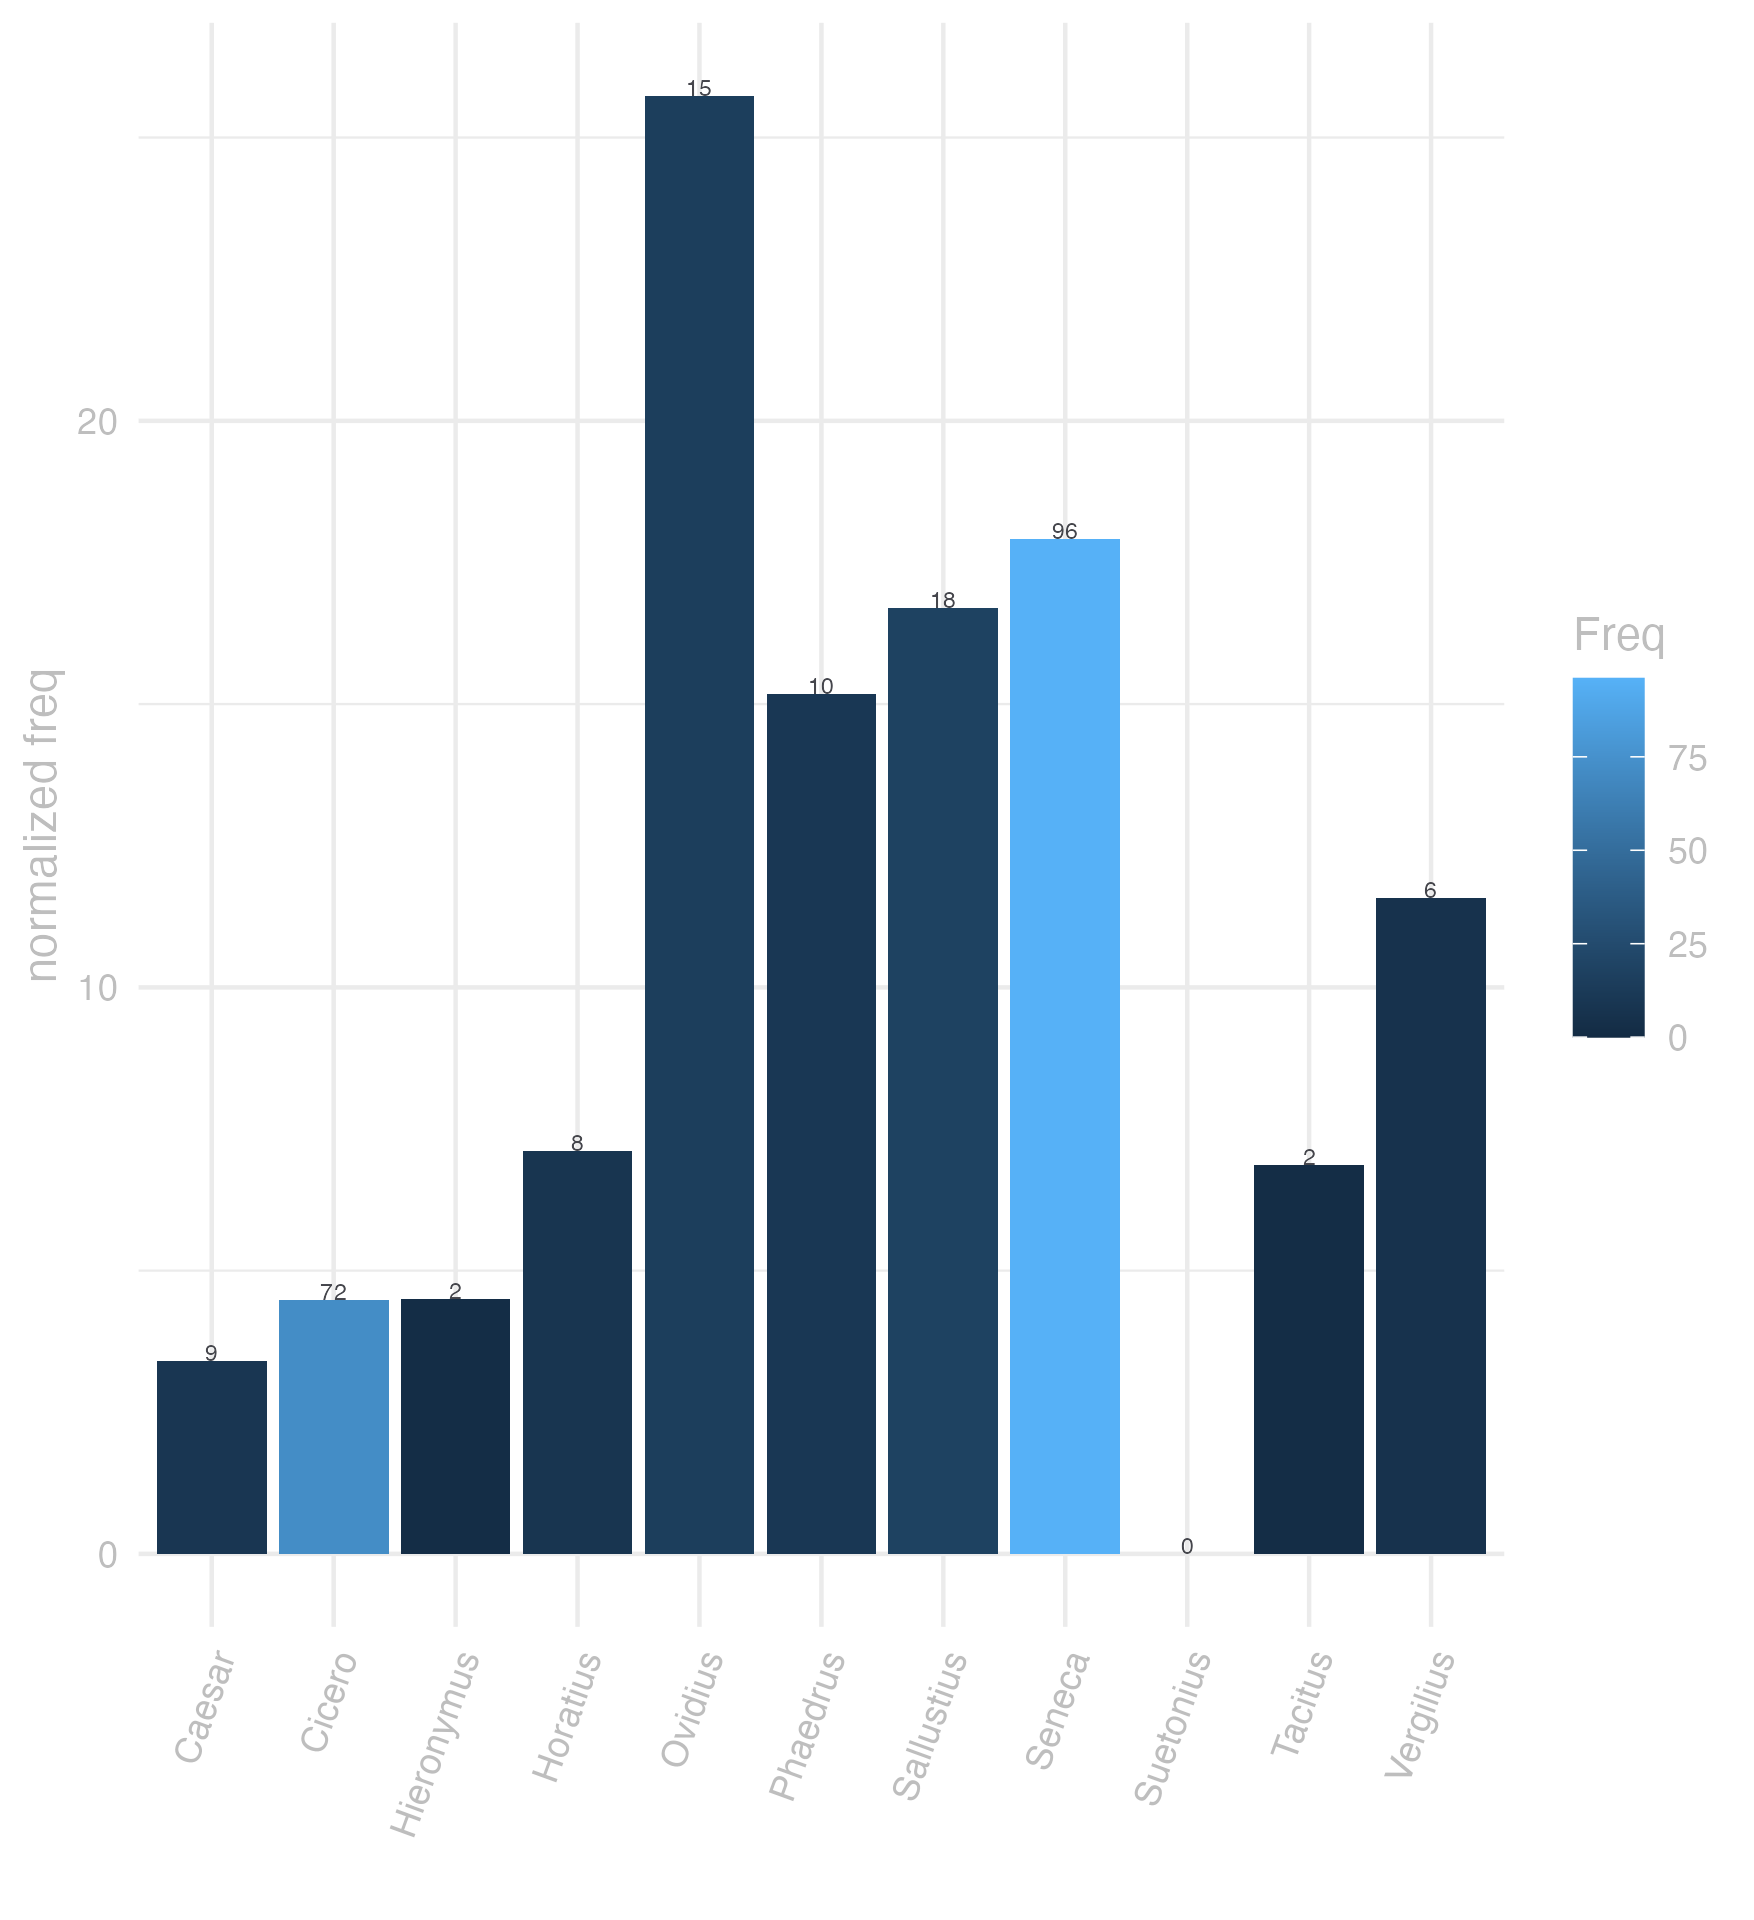 normalized freq
20
10
0
15
96
18
10
6
8
2
72
2
9
0
Caesar
Cicero
Hieronymus
Horatius
Ovidius
Phaedrus
Sallustius
Seneca
Suetonius
Tacitus
Vergilius
Freq
75
50
25
0